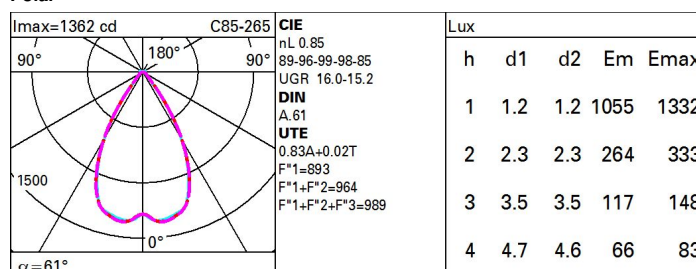 Imax=1362 cd C85-265
90° 180° 90°
1500
0°
α=61°
CIE
nL 0.85
89-96-99-98-85
UGR 16.0-15.2
DIN
A.61
UTE
0.83A+0.02T
F"1=893
F"1+F"2=964
F"1+F"2+F"3=989
Lux
h d1 d2 Em Emax
1 1.2 1.2 1055 1332
2 2.3 2.3 264 333
3 3.5 3.5 117 148
4 4.7 4.6 66 83